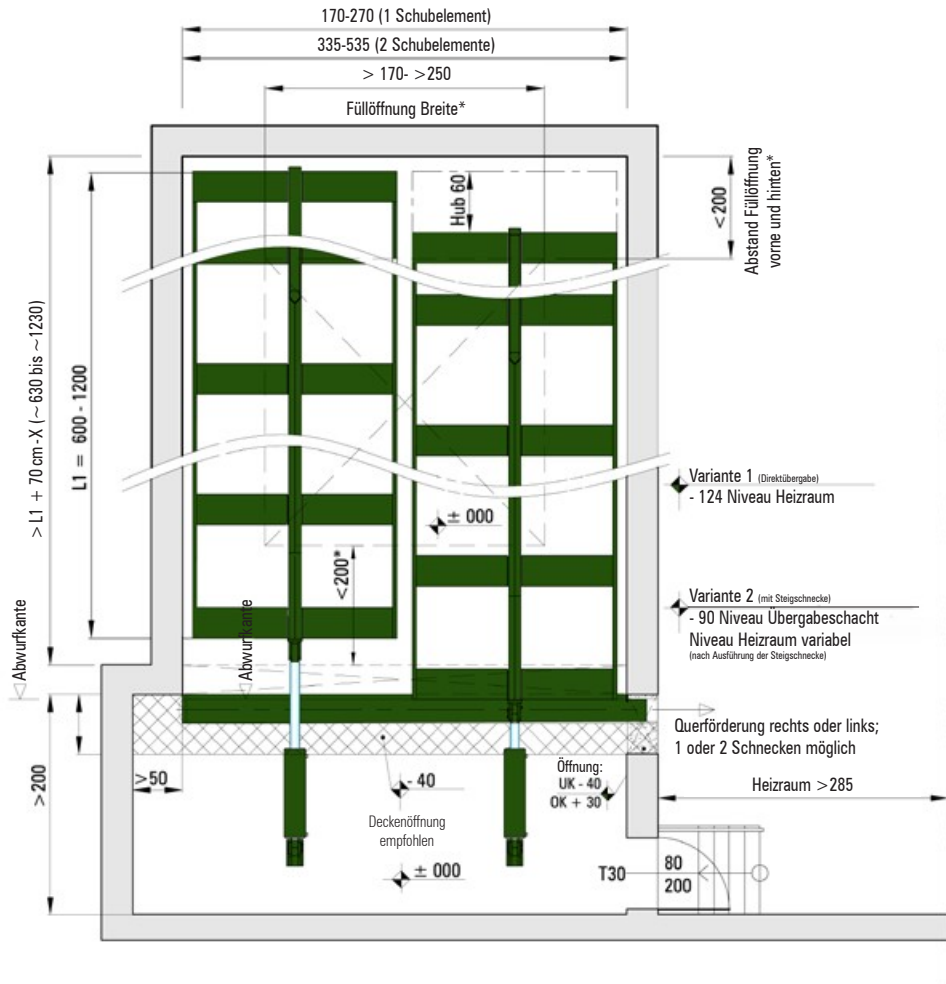 170-270 (1 Schubelement)
335-535 (2 Schubelemente)
> 170- >250
Füllöffnung Breite*
Hub 60
<200
Abstand Füllöffnung
vorne und hinten*
> L1 + 70 cm -X (~ 630 bis ~1230)
L1 = 600 - 1200
Variante 1 (Direktübergabe)
- 124 Niveau Heizraum
± 000
<200*
Variante 2 (mit Steigschnecke)
- 90 Niveau Übergabeschacht
Niveau Heizraum variabel
(nach Ausführung der Steigschnecke)
Abwurfkante
Abwurfkante
Querförderung rechts oder links;
1 oder 2 Schnecken möglich
>200
>50
- 40
Öffnung:
UK - 40
OK + 30
Heizraum >285
Deckenöffnung
empfohlen
± 000
T30
80
200